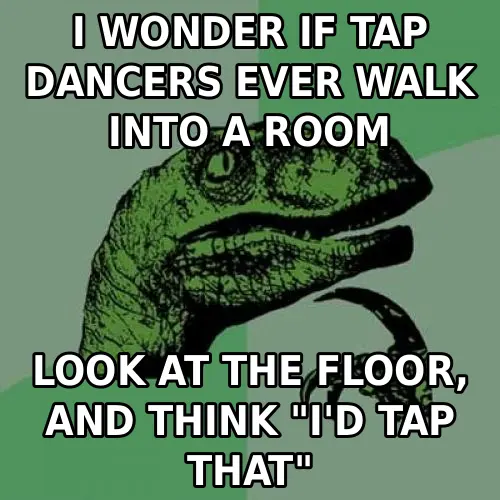 I WONDER IF TAP
DANCERS EVER WALK
INTO A ROOM
LOOK AT THE FLOOR,
AND THINK "I'D TAP
THAT"